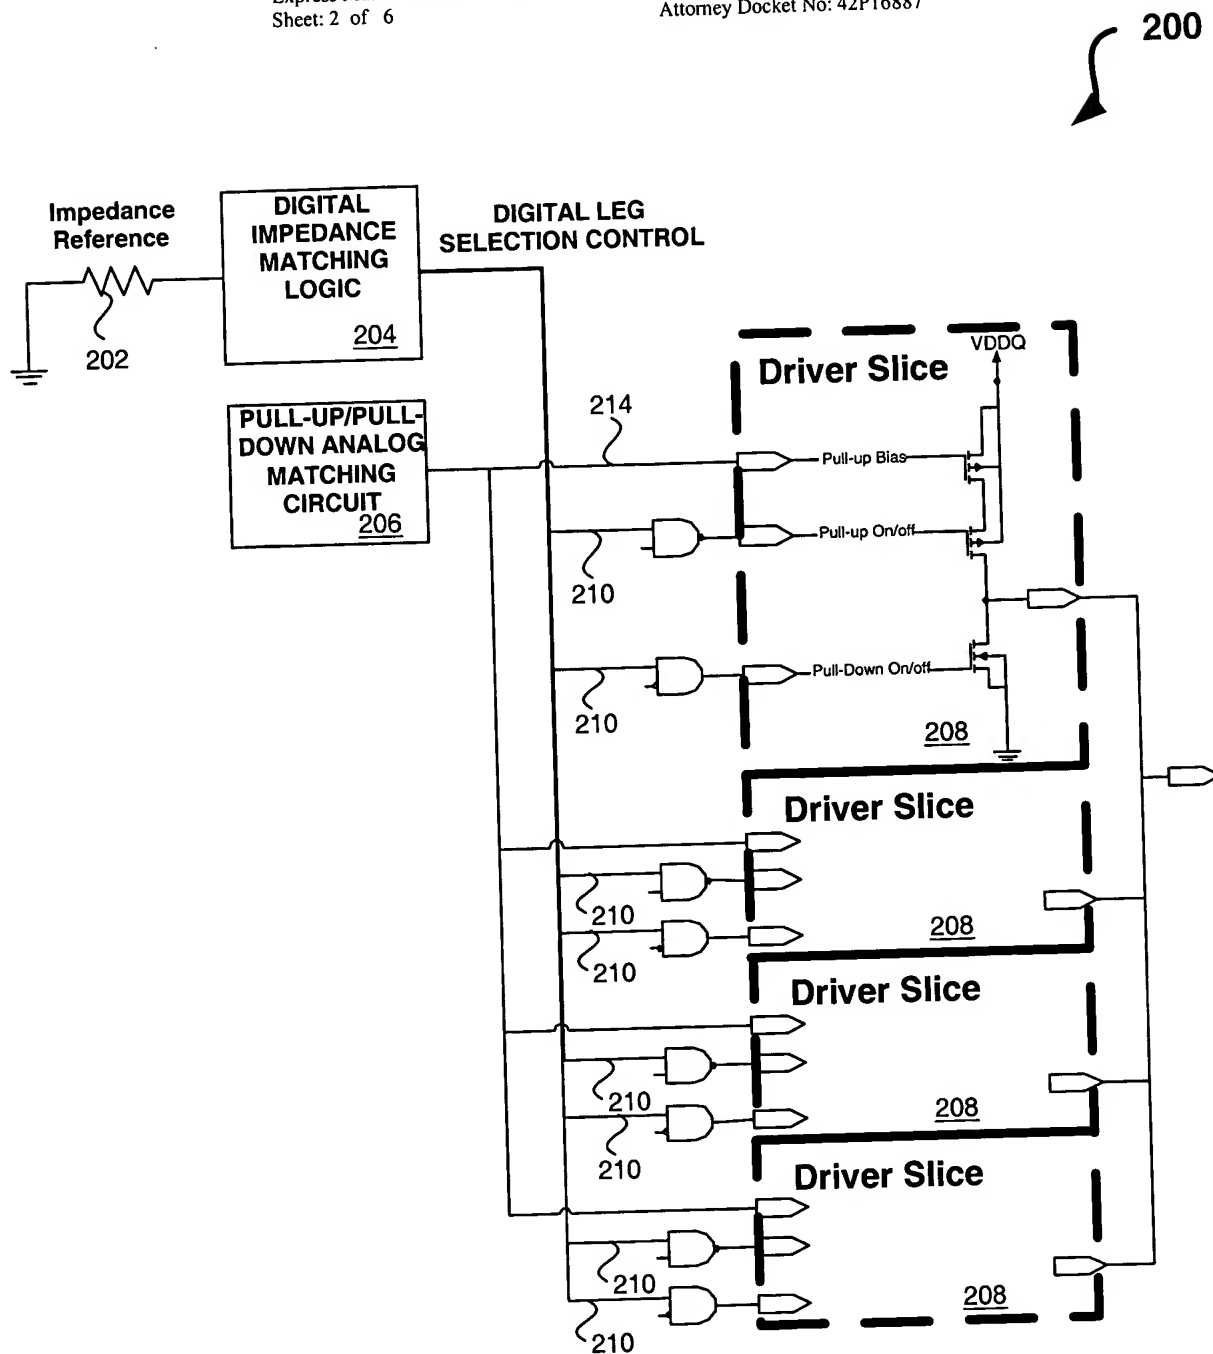 Sheet: 2 of 6
Attorney Docket No: 42P16887
200
Impedance
Reference
202
DIGITAL
IMPEDANCE
MATCHING
LOGIC
204
DIGITAL LEG
SELECTION CONTROL
PULL-UP/PULL-
DOWN ANALOG
MATCHING
CIRCUIT
206
214
Driver Slice
VDDQ
Pull-up Bias
Pull-up On/off
210
Pull-Down On/off
210
208
Driver Slice
210
210
208
Driver Slice
210
210
208
Driver Slice
210
210
208